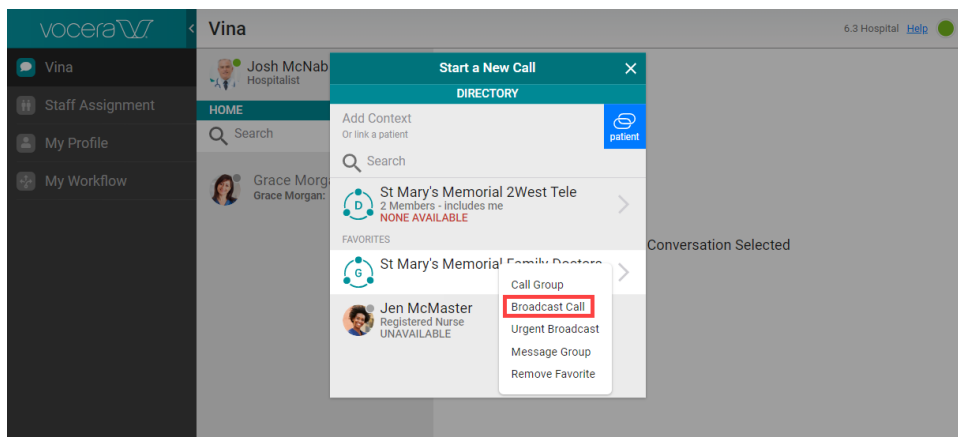 vocera
Vina
6.3 Hospital Help
Vina
Staff Assignment
My Profile
My Workflow
Josh McNab
Hospitalist
HOME
Search
Grace Morg
Grace Morgan:
Start a New Call
DIRECTORY
Add Context
Or link a patient
patient
Search
D
St Mary's Memorial 2West Tele
2 Members - includes me
NONE AVAILABLE
FAVORITES
G
St Mary's Memorial Family Doctors
Jen McMaster
Registered Nurse
UNAVAILABLE
Call Group
Broadcast Call
Urgent Broadcast
Message Group
Remove Favorite
Conversation Selected